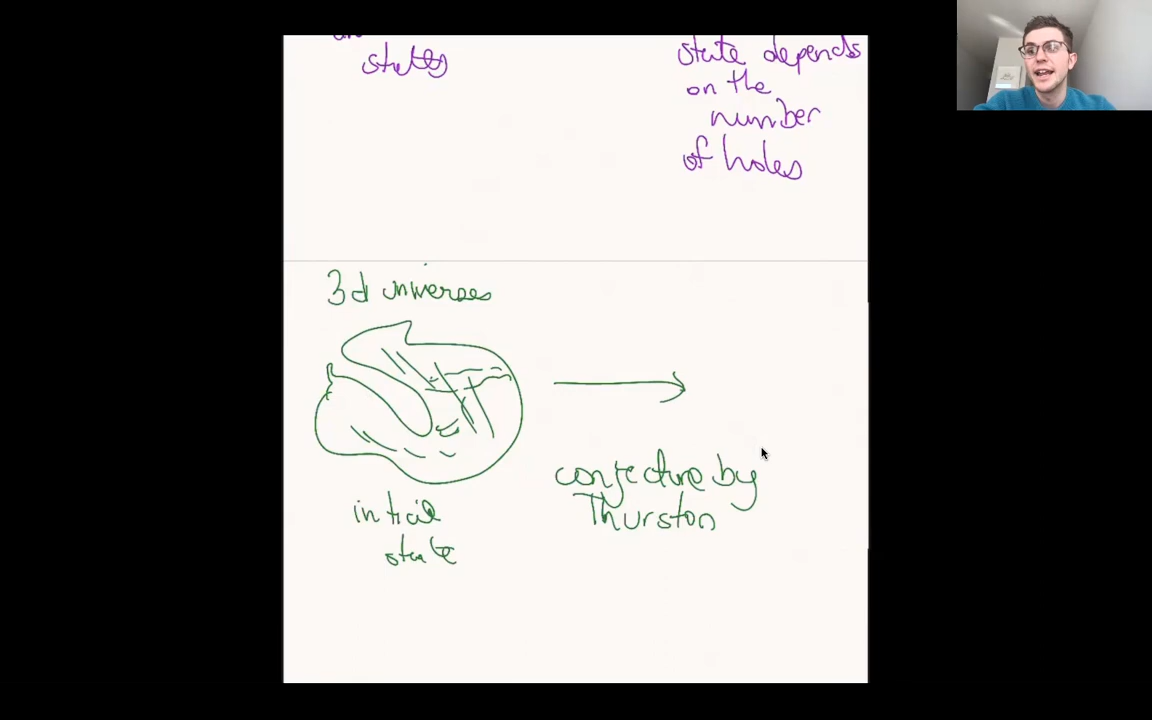 states
state depends
on the
number
of holes
3d universes
initial
state
conjecture by
Thurston